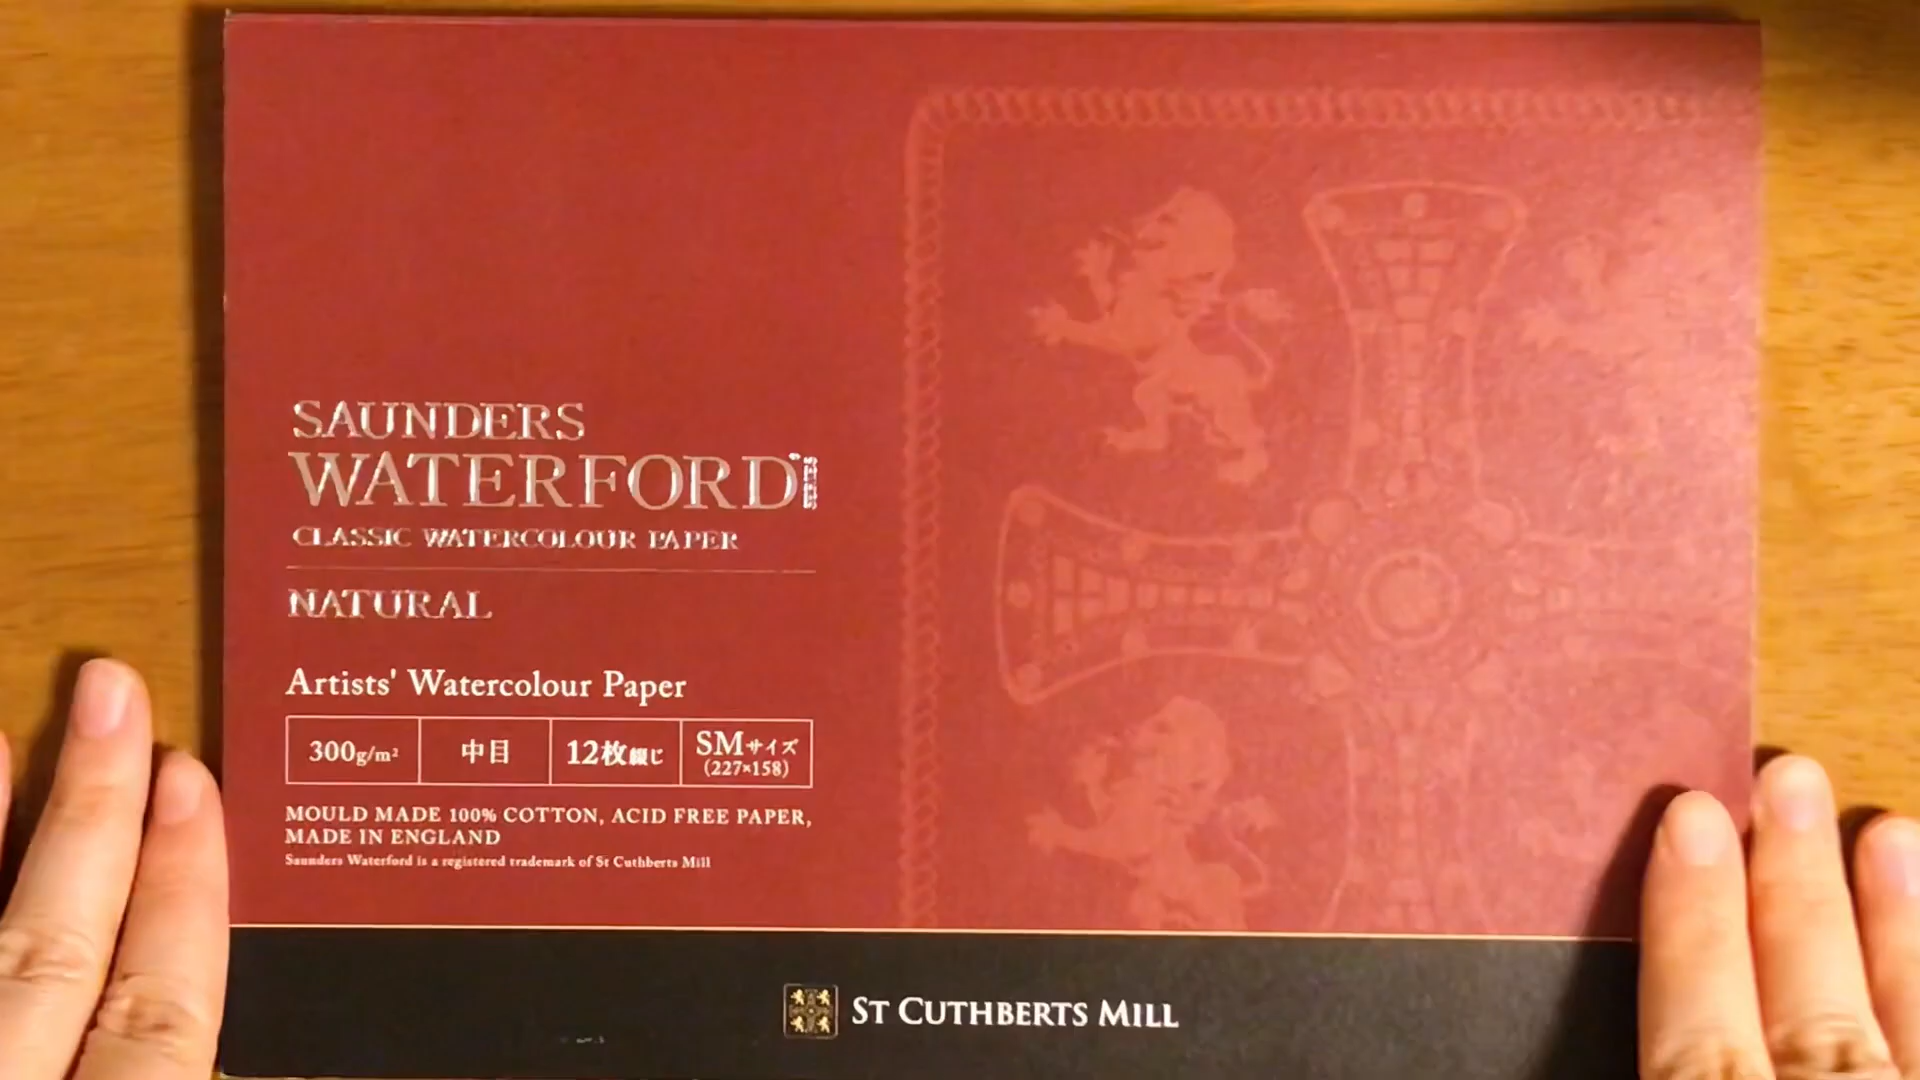 SAUNDERS
WATERFORD®
CLASSIC WATERCOLOUR PAPER
NATURAL
Artists' Watercolour Paper
300g/m² 中目 12枚綴じ SMサイズ
(227×158)
MOULD MADE 100% COTTON, ACID FREE PAPER,
MADE IN ENGLAND
Saunders Waterford is a registered trademark of St Cuthberts Mill
ST CUTHBERTS MILL